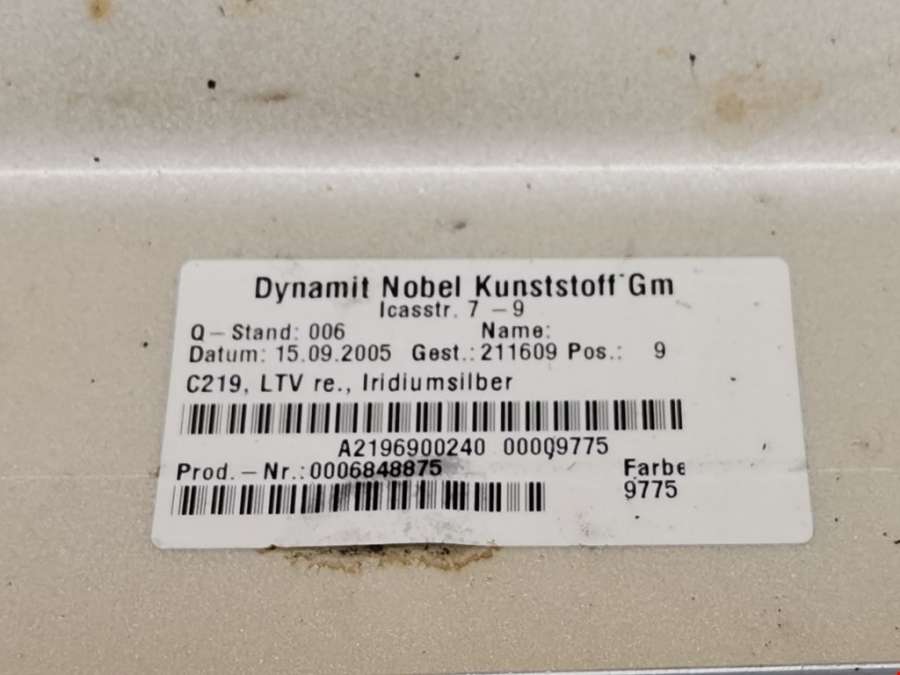 Dynamit Nobel Kunststoff Gm
Icasstr. 7 - 9
Q - Stand: 006 Name:
Datum: 15.09.2005 Gest.: 211609 Pos.: 9
C219, LTV re., Iridiumsilber
A2196900240 00009775
Prod. - Nr.: 0006848875 Farbe
9775